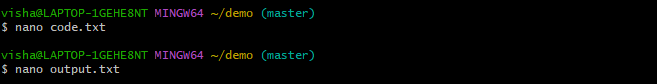 visha@LAPTOP-1GEHE8NT MINGW64 ~/demo (master)
$ nano code.txt
visha@LAPTOP-1GEHE8NT MINGW64 ~/demo (master)
$ nano output.txt